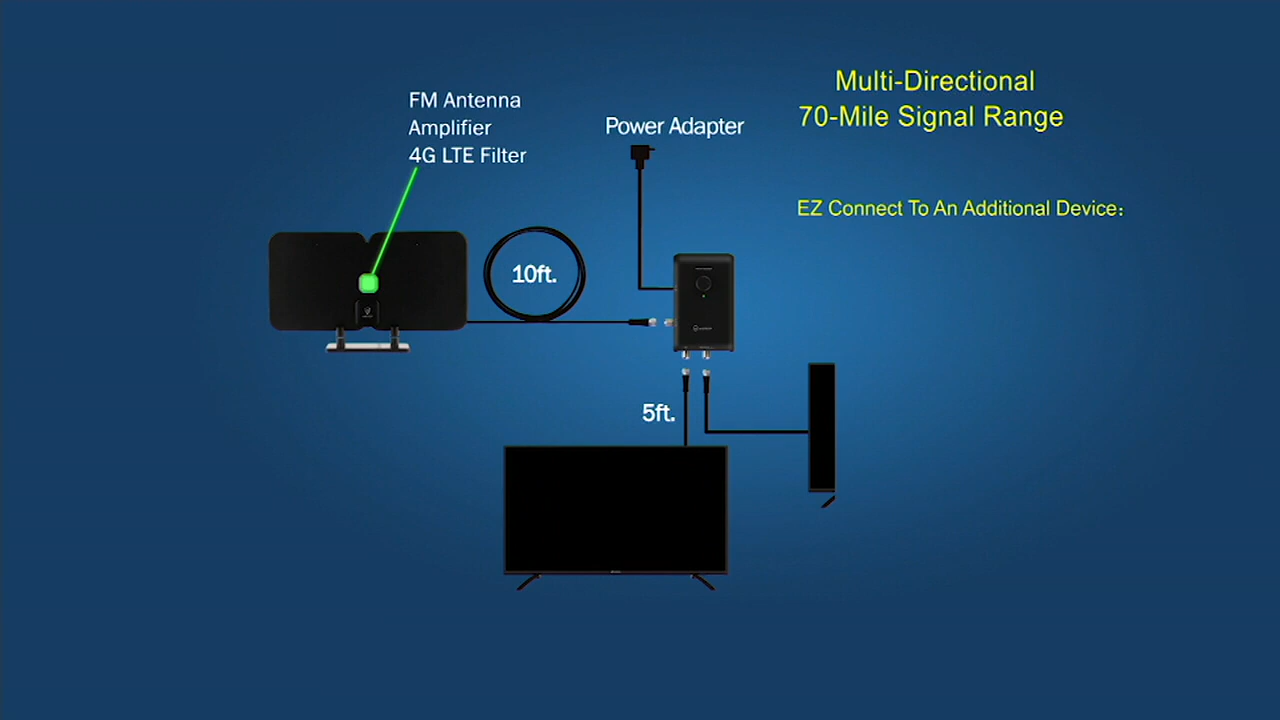 Multi-Directional
70-Mile Signal Range
FM Antenna
Amplifier
4G LTE Filter
Power Adapter
EZ Connect To An Additional Device:
10ft.
5ft.